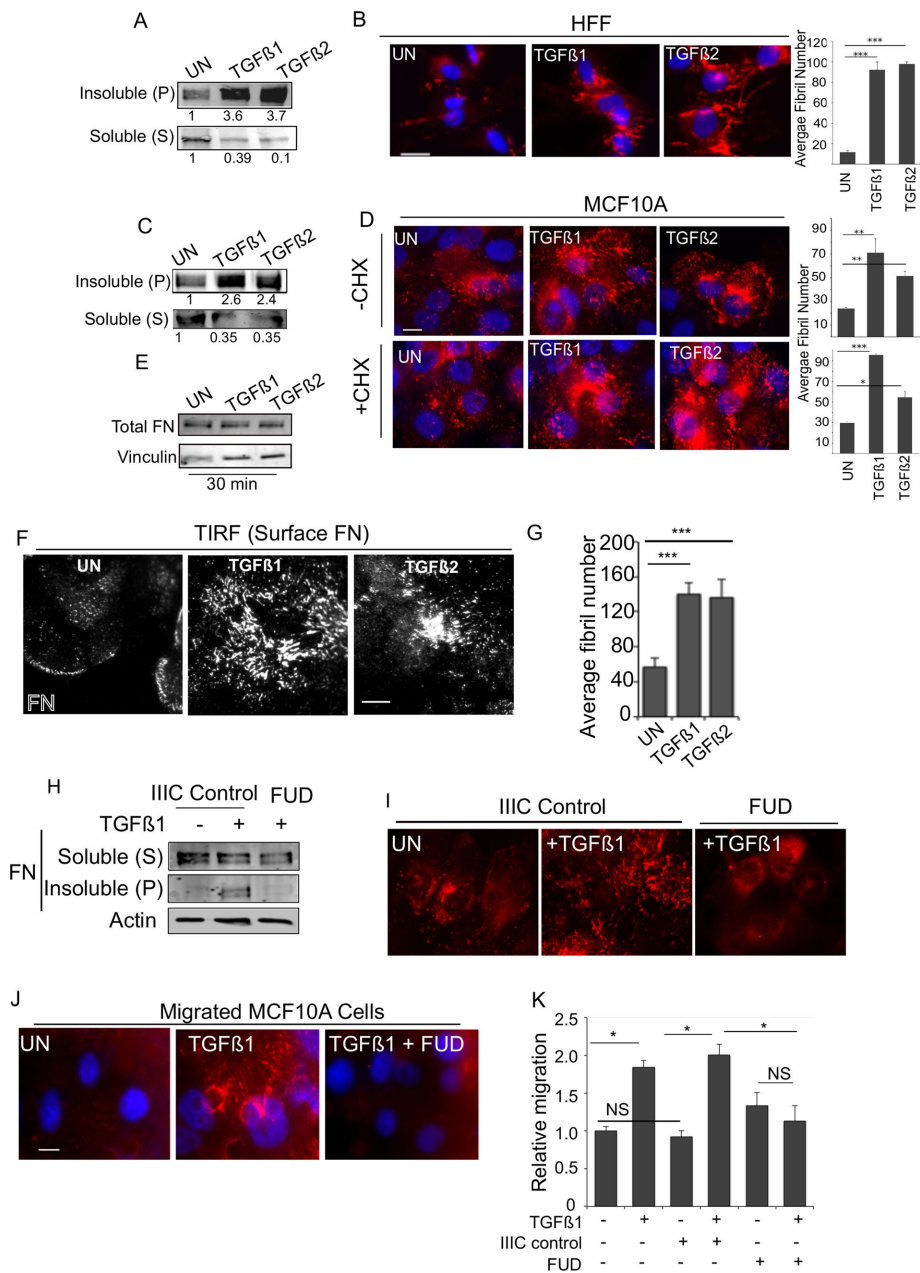 A
UN TGFß1 TGFß2
Insoluble (P)
1 3.6 3.7
Soluble (S)
1 0.39 0.1
B
HFF
UN TGFß1 TGFß2
Avergae Fibril Number
120
100
80
60
40
20
*** ***
UN TGFß1 TGFß2
C
UN TGFß1 TGFß2
Insoluble (P)
1 2.6 2.4
Soluble (S)
1 0.35 0.35
D
MCF10A
-CHX
UN TGFß1 TGFß2
Avergae Fibril Number
90
70
50
30
10
** **
+CHX
UN TGFß1 TGFß2
Avergae Fibril Number
90
70
50
30
10
*** *
UN TGFß1 TGFß2
E
UN TGFß1 TGFß2
Total FN
Vinculin
30 min
F
TIRF (Surface FN)
UN TGFß1 TGFß2
FN
G
Average fibril number
200
160
120
80
40
0
*** ***
UN TGFß1 TGFß2
H
IIIC Control FUD
TGFß1 - + +
FN
Soluble (S)
Insoluble (P)
Actin
I
IIIC Control FUD
UN +TGFß1 +TGFß1
J
Migrated MCF10A Cells
UN TGFß1 TGFß1 + FUD
K
Relative migration
2.5
2.0
1.5
1.0
0.5
0
* * *
NS NS
TGFß1 - + - + - +
IIIC control - - + + - -
FUD - - - - + +